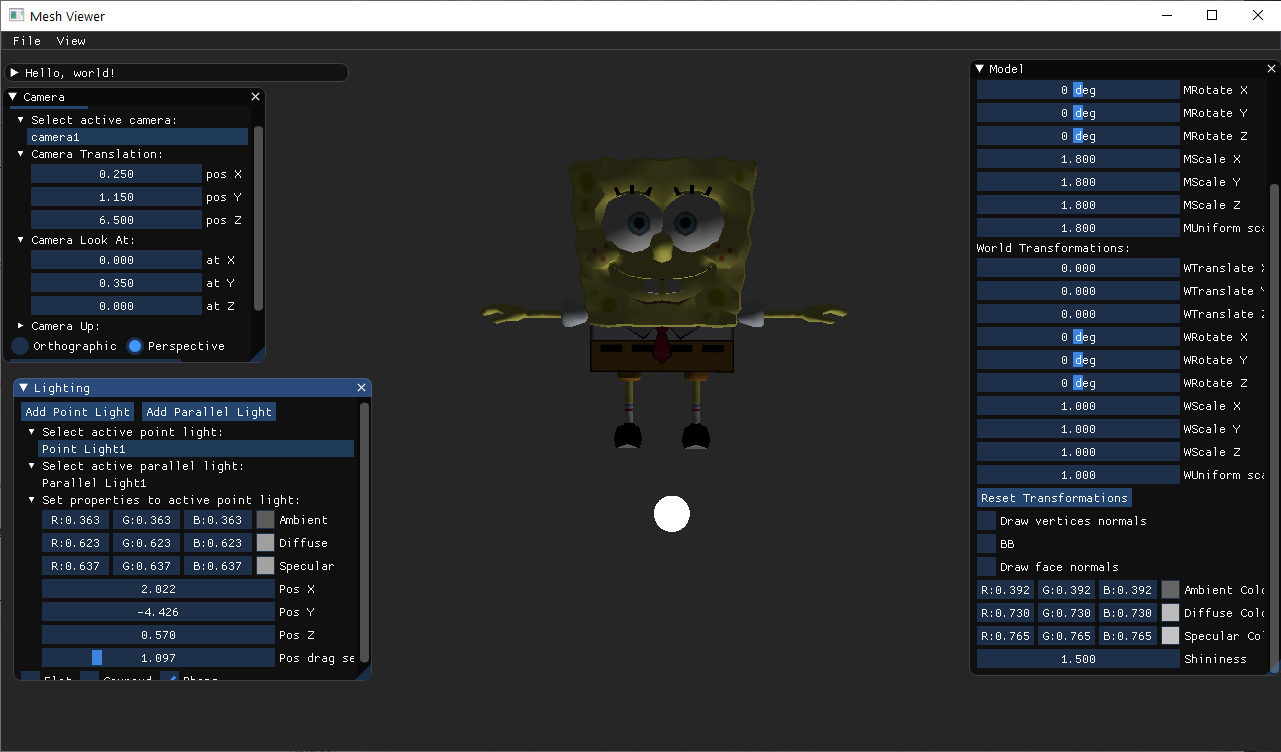 Mesh Viewer
File View
Hello, world!
Camera
Select active camera:
camera1
Camera Translation:
0.250 pos X
1.150 pos Y
6.500 pos Z
Camera Look At:
0.000 at X
0.350 at Y
0.000 at Z
Camera Up:
Orthographic Perspective
Lighting
Add Point Light Add Parallel Light
Select active point light:
Point Light1
Select active parallel light:
Parallel Light1
Set properties to active point light:
R:0.363 G:0.363 B:0.363 Ambient
R:0.623 G:0.623 B:0.623 Diffuse
R:0.637 G:0.637 B:0.637 Specular
2.022 Pos X
-4.426 Pos Y
0.570 Pos Z
1.097 Pos drag se
Flat Gouraud Phong
Model
0 deg MRotate X
0 deg MRotate Y
0 deg MRotate Z
1.800 MScale X
1.800 MScale Y
1.800 MScale Z
1.800 MUniform sca
World Transformations:
0.000 WTranslate X
0.000 WTranslate Y
0.000 WTranslate Z
0 deg WRotate X
0 deg WRotate Y
0 deg WRotate Z
1.000 WScale X
1.000 WScale Y
1.000 WScale Z
1.000 WUniform sca
Reset Transformations
Draw vertices normals
BB
Draw face normals
R:0.392 G:0.392 B:0.392 Ambient Colo
R:0.730 G:0.730 B:0.730 Diffuse Colo
R:0.765 G:0.765 B:0.765 Specular Co
1.500 Shininess